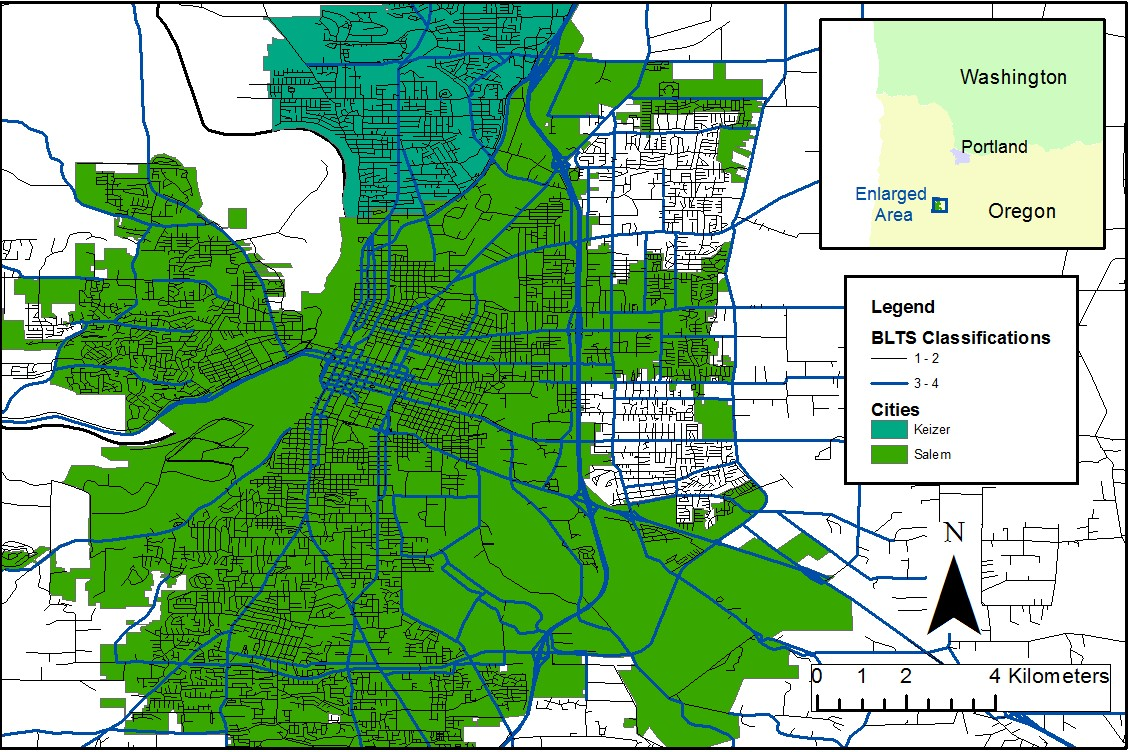 Washington
Portland
Enlarged
Area
Oregon
Legend
BLTS Classifications
1 - 2
3 - 4
Cities
Keizer
Salem
N
0 1 2 4 Kilometers